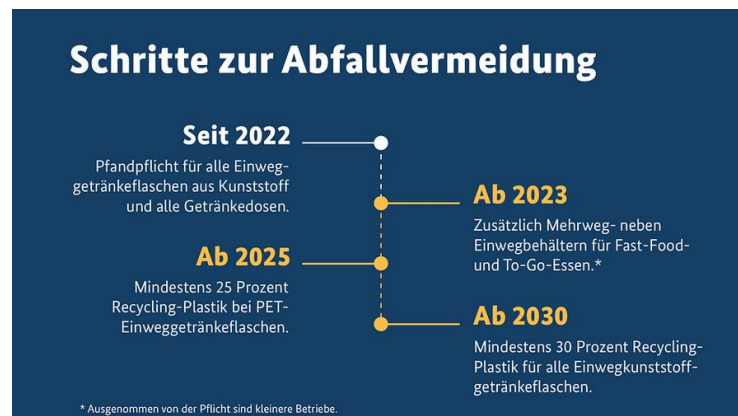 Schritte zur Abfallvermeidung
Seit 2022
Pfandpflicht für alle Einweg-
getränkeflaschen aus Kunststoff
und alle Getränkedosen.
Ab 2023
Zusätzlich Mehrweg- neben
Einwegbehältern für Fast-Food-
und To-Go-Essen.*
Ab 2025
Mindestens 25 Prozent
Recycling-Plastik bei PET-
Einweggetränkeflaschen.
Ab 2030
Mindestens 30 Prozent Recycling-
Plastik für alle Einwegkunststoff-
getränkeflaschen.
* Ausgenommen von der Pflicht sind kleinere Betriebe.